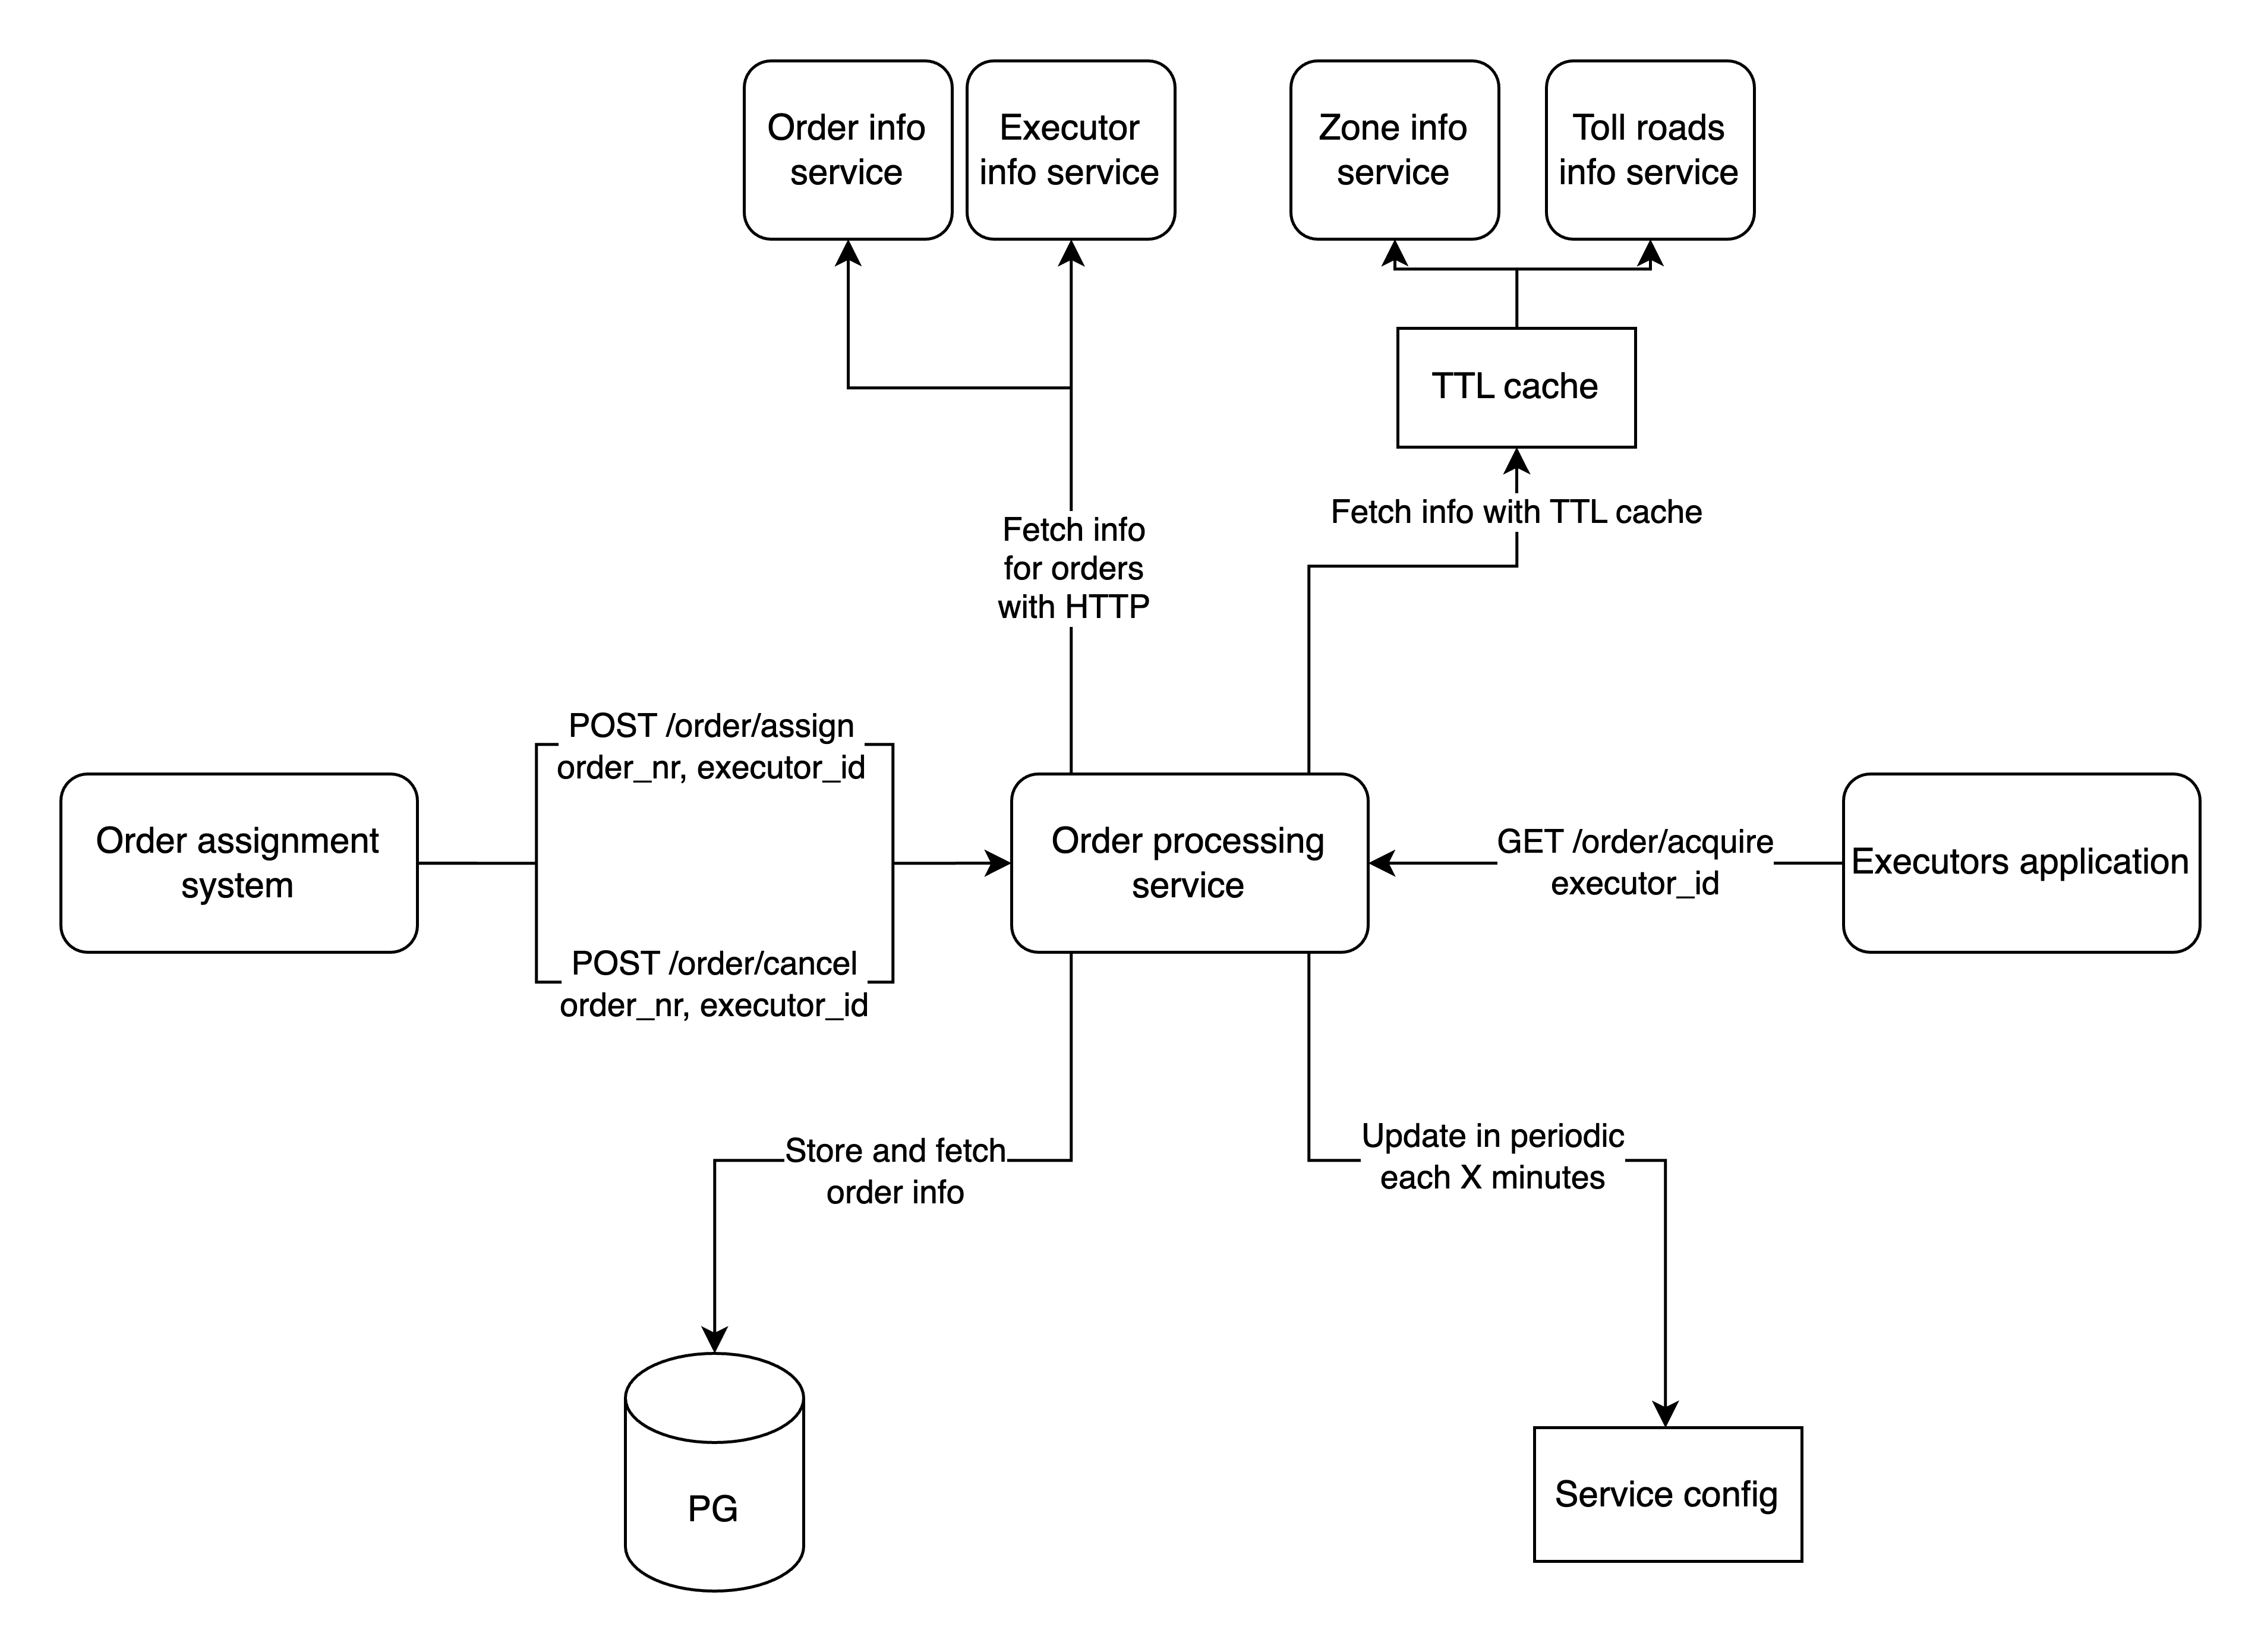 Order info
service
Executor
info service
Zone info
service
Toll roads
info service
TTL cache
Fetch info with TTL cache
Fetch info
for orders
with HTTP
POST /order/assign
order_nr, executor_id
Order assignment
system
Order processing
service
GET /order/acquire
executor_id
Executors application
POST /order/cancel
order_nr, executor_id
Store and fetch
order info
Update in periodic
each X minutes
PG
Service config